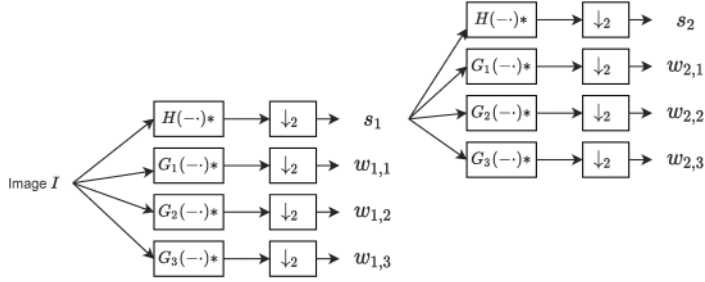 H(−·)∗ ↓₂ s₂
G₁(−·)∗ ↓₂ w₂,₁
G₂(−·)∗ ↓₂ w₂,₂
G₃(−·)∗ ↓₂ w₂,₃
H(−·)∗ ↓₂ s₁
G₁(−·)∗ ↓₂ w₁,₁
Image I
G₂(−·)∗ ↓₂ w₁,₂
G₃(−·)∗ ↓₂ w₁,₃